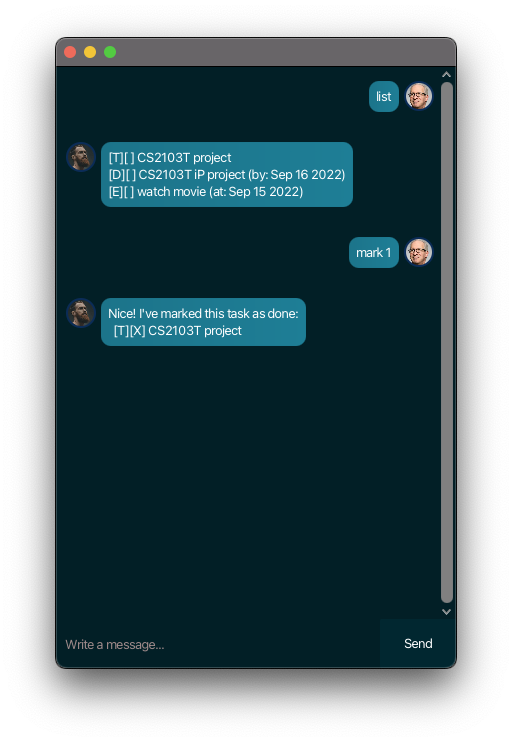 list
[T][ ] CS2103T project
[D][ ] CS2103T iP project (by: Sep 16 2022)
[E][ ] watch movie (at: Sep 15 2022)
mark 1
Nice! I've marked this task as done:
[T][X] CS2103T project
Write a message...
Send